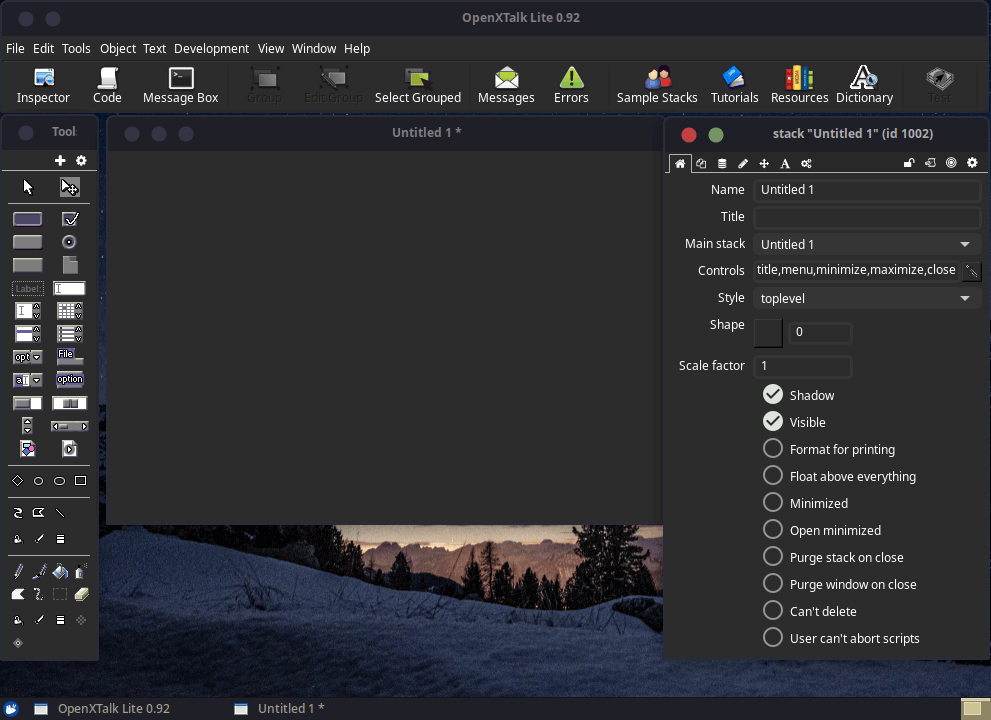 OpenXTalk Lite 0.92
File Edit Tools Object Text Development View Window Help
Inspector Code Message Box Group Edit Group Select Grouped Messages Errors Sample Stacks Tutorials Resources Dictionary Test
Tool
Untitled 1 *
stack "Untitled 1" (id 1002)
Label:
opt
File
a
option
Name Untitled 1
Title
Main stack Untitled 1
Controls title,menu,minimize,maximize,close
Style toplevel
Shape 0
Scale factor 1
Shadow
Visible
Format for printing
Float above everything
Minimized
Open minimized
Purge stack on close
Purge window on close
Can't delete
User can't abort scripts
OpenXTalk Lite 0.92 Untitled 1 *